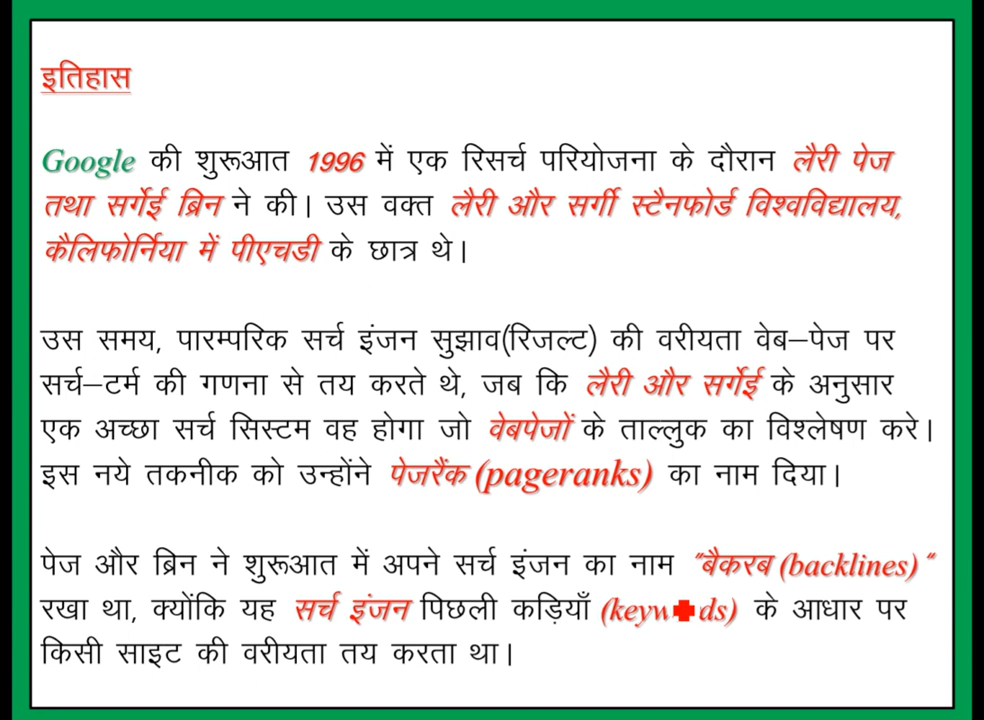 इतिहास
Google की शुरूआत 1996 में एक रिसर्च परियोजना के दौरान लैरी पेज
तथा सर्गेई ब्रिन ने की। उस वक्त लैरी और सर्गी स्टैनफोर्ड विश्वविद्यालय,
कैलिफोर्निया में पीएचडी के छात्र थे।
उस समय, पारम्परिक सर्च इंजन सुझाव(रिजल्ट) की वरीयता वेब–पेज पर
सर्च–टर्म की गणना से तय करते थे, जब कि लैरी और सर्गेई के अनुसार
एक अच्छा सर्च सिस्टम वह होगा जो वेबपेजों के ताल्लुक का विश्लेषण करे।
इस नये तकनीक को उन्होंने पेजरैंक (pageranks) का नाम दिया।
पेज और ब्रिन ने शुरूआत में अपने सर्च इंजन का नाम "बैकरब (backlines) "
रखा था, क्योंकि यह सर्च इंजन पिछली कड़ियाँ के आधार पर
किसी साइट की वरीयता तय करता था।